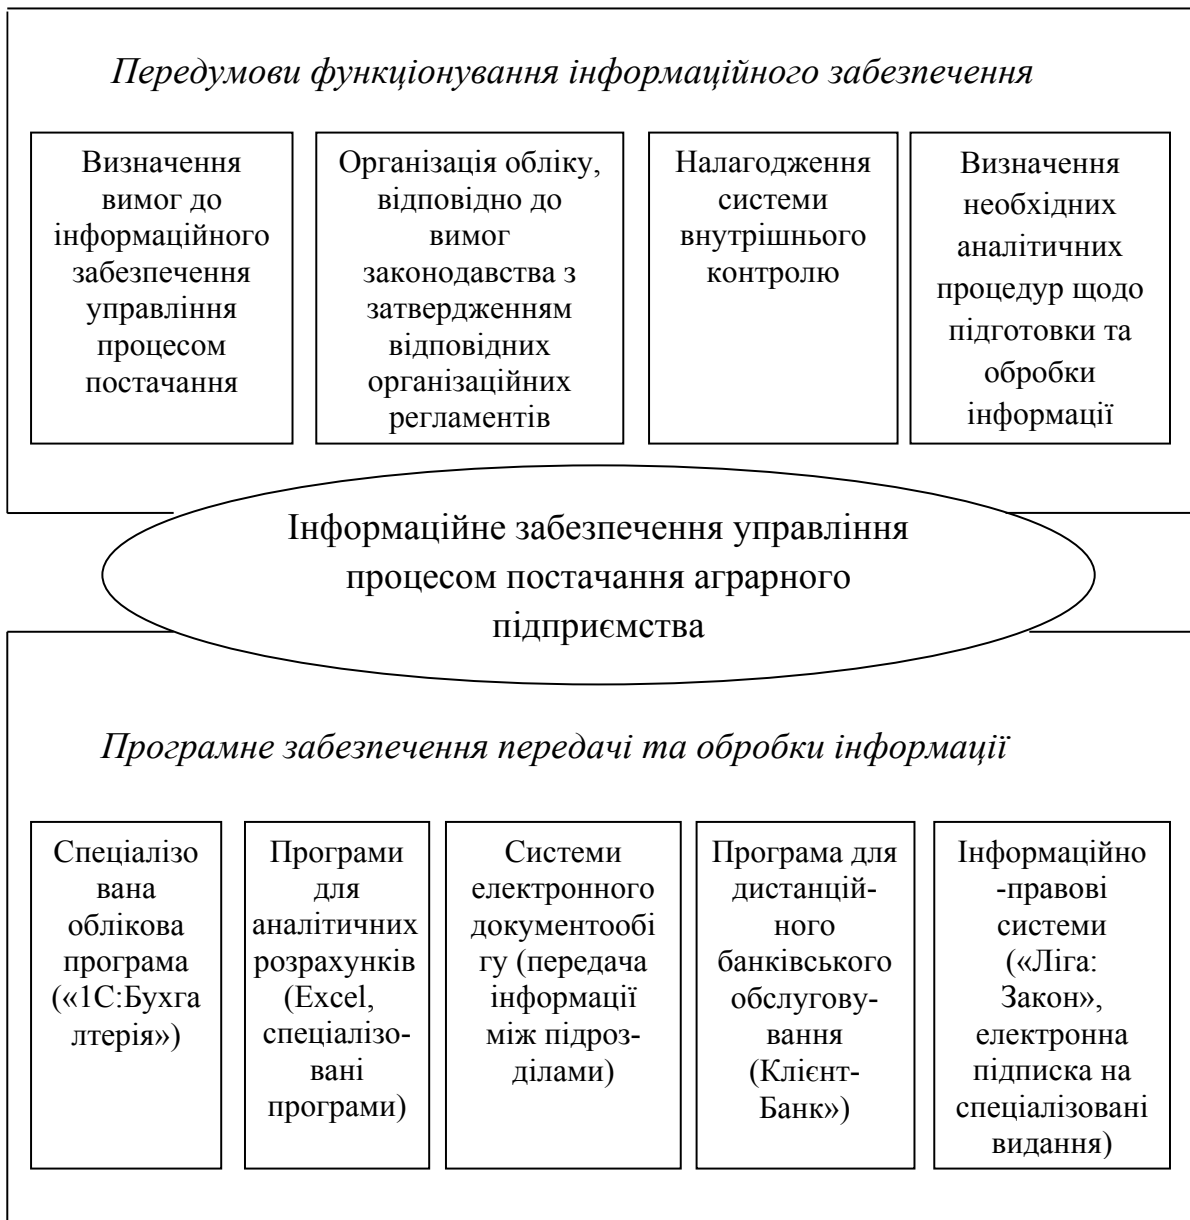 Передумови функціонування інформаційного забезпечення
Визначення
вимог до
інформаційного
забезпечення
управління
процесом
постачання
Організація обліку,
відповідно до
вимог
законодавства з
затвердженням
відповідних
організаційних
регламентів
Налагодження
системи
внутрішнього
контролю
Визначення
необхідних
аналітичних
процедур щодо
підготовки та
обробки
інформації
Інформаційне забезпечення управління
процесом постачання аграрного
підприємства
Програмне забезпечення передачі та обробки інформації
Спеціалізо
вана
облікова
програма
(«1С:Бухга
лтерія»)
Програми
для
аналітичних
розрахунків
(Excel,
спеціалізо-
вані
програми)
Системи
електронного
документообі
гу (передача
інформації
між підроз-
ділами)
Програма для
дистанцій-
ного
банківського
обслугову-
вання
(Клієнт-
Банк»)
Інформаційно
-правові
системи
(«Ліга:
Закон»,
електронна
підписка на
спеціалізовані
видання)